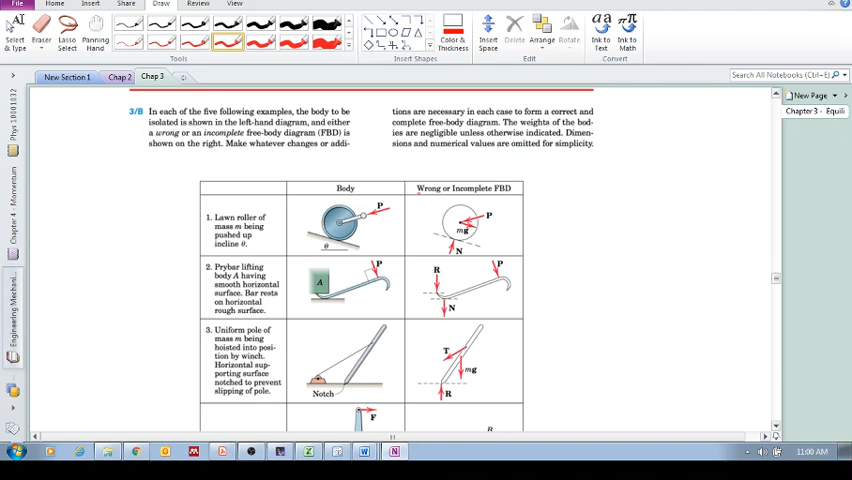 File Home Insert Share Draw Review View
Select & Type
Eraser
Lasso Select
Panning Hand
Color & Thickness
Insert Space
Delete
Arrange
Rotate
Ink to Text
Ink to Math
Tools
Insert Shapes
Edit
Convert
New Section 1
Chap 2
Chap 3
Search All Notebooks (Ctrl+E)
New Page
Chapter 3 - Equili
Phys 10001032
Chapter 4 - Momentum
Engineering Mechani
3/B In each of the five following examples, the body to be
isolated is shown in the left-hand diagram, and either
a wrong or an incomplete free-body diagram (FBD) is
shown on the right. Make whatever changes or addi-
tions are necessary in each case to form a correct and
complete free-body diagram. The weights of the bod-
ies are negligible unless otherwise indicated. Dimen-
sions and numerical values are omitted for simplicity.
Body
Wrong or Incomplete FBD
1. Lawn roller of
mass m being
pushed up
incline θ.
P
θ
P
mg
N
2. Prybar lifting
body A having
smooth horizontal
surface. Bar rests
on horizontal
rough surface.
A
P
R
P
N
3. Uniform pole of
mass m being
hoisted into posi-
tion by winch.
Horizontal sup-
porting surface
notched to prevent
slipping of pole.
Notch
T
mg
R
F
11:00 AM